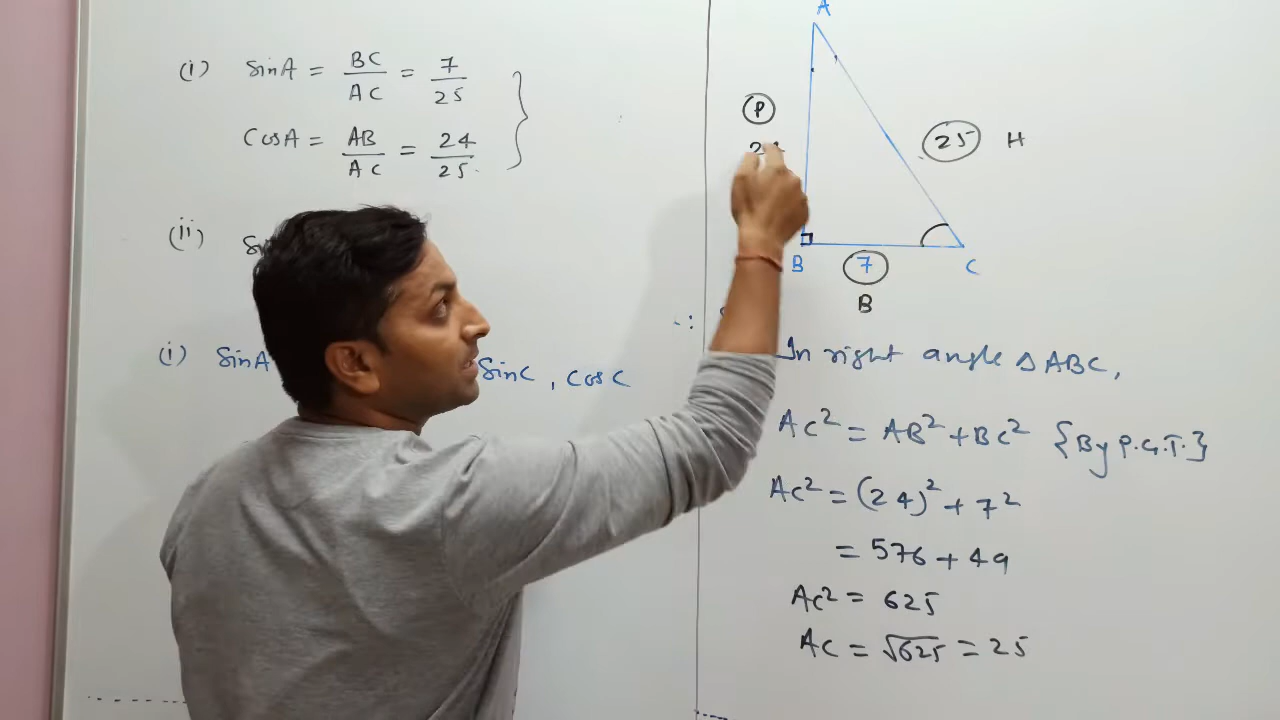 (i) SinA = BC/AC = 7/25
CosA = AB/AC = 24/25
(ii)
(i) SinA SinC, CosC
A
P
25 H
B 7 C
B
In right angle △ABC,
AC² = AB² + BC² {By P.G.T.}
AC² = (24)² + 7²
= 576 + 49
AC² = 625
AC = √625 = 25